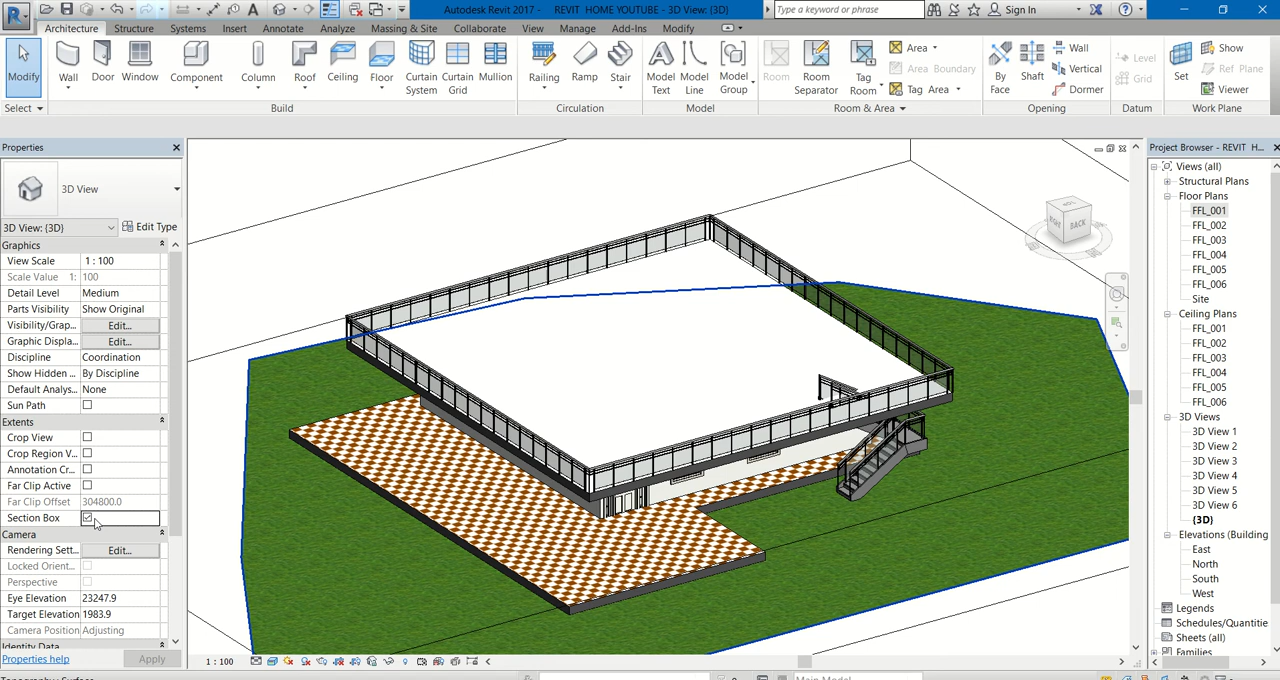 Autodesk Revit 2017 - REVIT HOME YOUTUBE - 3D View: {3D}
Type a keyword or phrase
Sign In
Architecture Structure Systems Insert Annotate Analyze Massing & Site Collaborate View Manage Add-Ins Modify
Modify Wall Door Window Component Column Roof Ceiling Floor Curtain System Curtain Grid Mullion Railing Ramp Stair Model Text Model Line Model Group Room Room Separator Tag Room
Area
Area Boundary
Tag Area
By Face
Shaft
Wall
Vertical
Dormer
Level
Grid
Set
Show
Ref Plane
Viewer
Select Build Circulation Model Room & Area Opening Datum Work Plane
Properties
3D View
3D View: {3D} Edit Type
Graphics
View Scale 1 : 100
Scale Value 1: 100
Detail Level Medium
Parts Visibility Show Original
Visibility/Grap... Edit...
Graphic Displa... Edit...
Discipline Coordination
Show Hidden ... By Discipline
Default Analys... None
Sun Path
Extents
Crop View
Crop Region V...
Annotation Cr...
Far Clip Active
Far Clip Offset 304800.0
Section Box
Camera
Rendering Sett... Edit...
Locked Orient...
Perspective
Eye Elevation 23247.9
Target Elevation 1983.9
Camera Position Adjusting
Identity Data
Properties help Apply
BACK
1 : 100
Project Browser - REVIT H...
Views (all)
Structural Plans
Floor Plans
FFL_001
FFL_002
FFL_003
FFL_004
FFL_005
FFL_006
Site
Ceiling Plans
FFL_001
FFL_002
FFL_003
FFL_004
FFL_005
FFL_006
3D Views
3D View 1
3D View 2
3D View 3
3D View 4
3D View 5
3D View 6
{3D}
Elevations (Building
East
North
South
West
Legends
Schedules/Quantitie
Sheets (all)
Families
Main Model